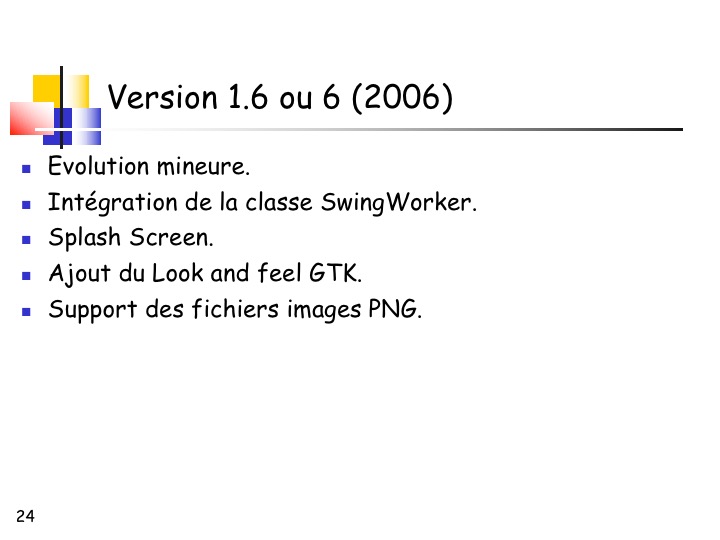 Version 1.6 ou 6 (2006)
Evolution mineure.
Intégration de la classe SwingWorker.
Splash Screen.
Ajout du Look and feel GTK.
Support des fichiers images PNG.
24